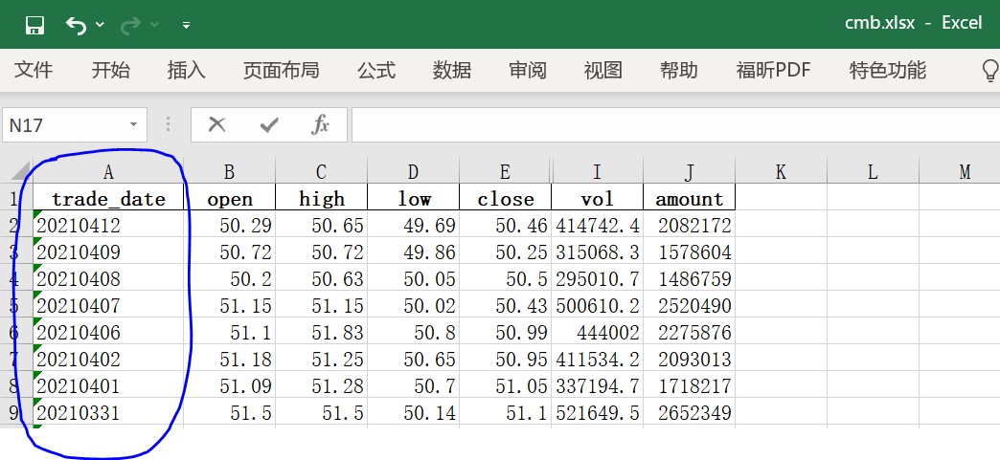 cmb.xlsx - Excel
文件 开始 插入 页面布局 公式 数据 审阅 视图 帮助 福昕PDF 特色功能
N17 fx
A B C D E I J K L M
1 trade_date open high low close vol amount
2 20210412 50.29 50.65 49.69 50.46 414742.4 2082172
3 20210409 50.72 50.72 49.86 50.25 315068.3 1578604
4 20210408 50.2 50.63 50.05 50.5 295010.7 1486759
5 20210407 51.15 51.15 50.02 50.43 500610.2 2520490
6 20210406 51.1 51.83 50.8 50.99 444002 2275876
7 20210402 51.18 51.25 50.65 50.95 411534.2 2093013
8 20210401 51.09 51.28 50.7 51.05 337194.7 1718217
9 20210331 51.5 51.5 50.14 51.1 521649.5 2652349